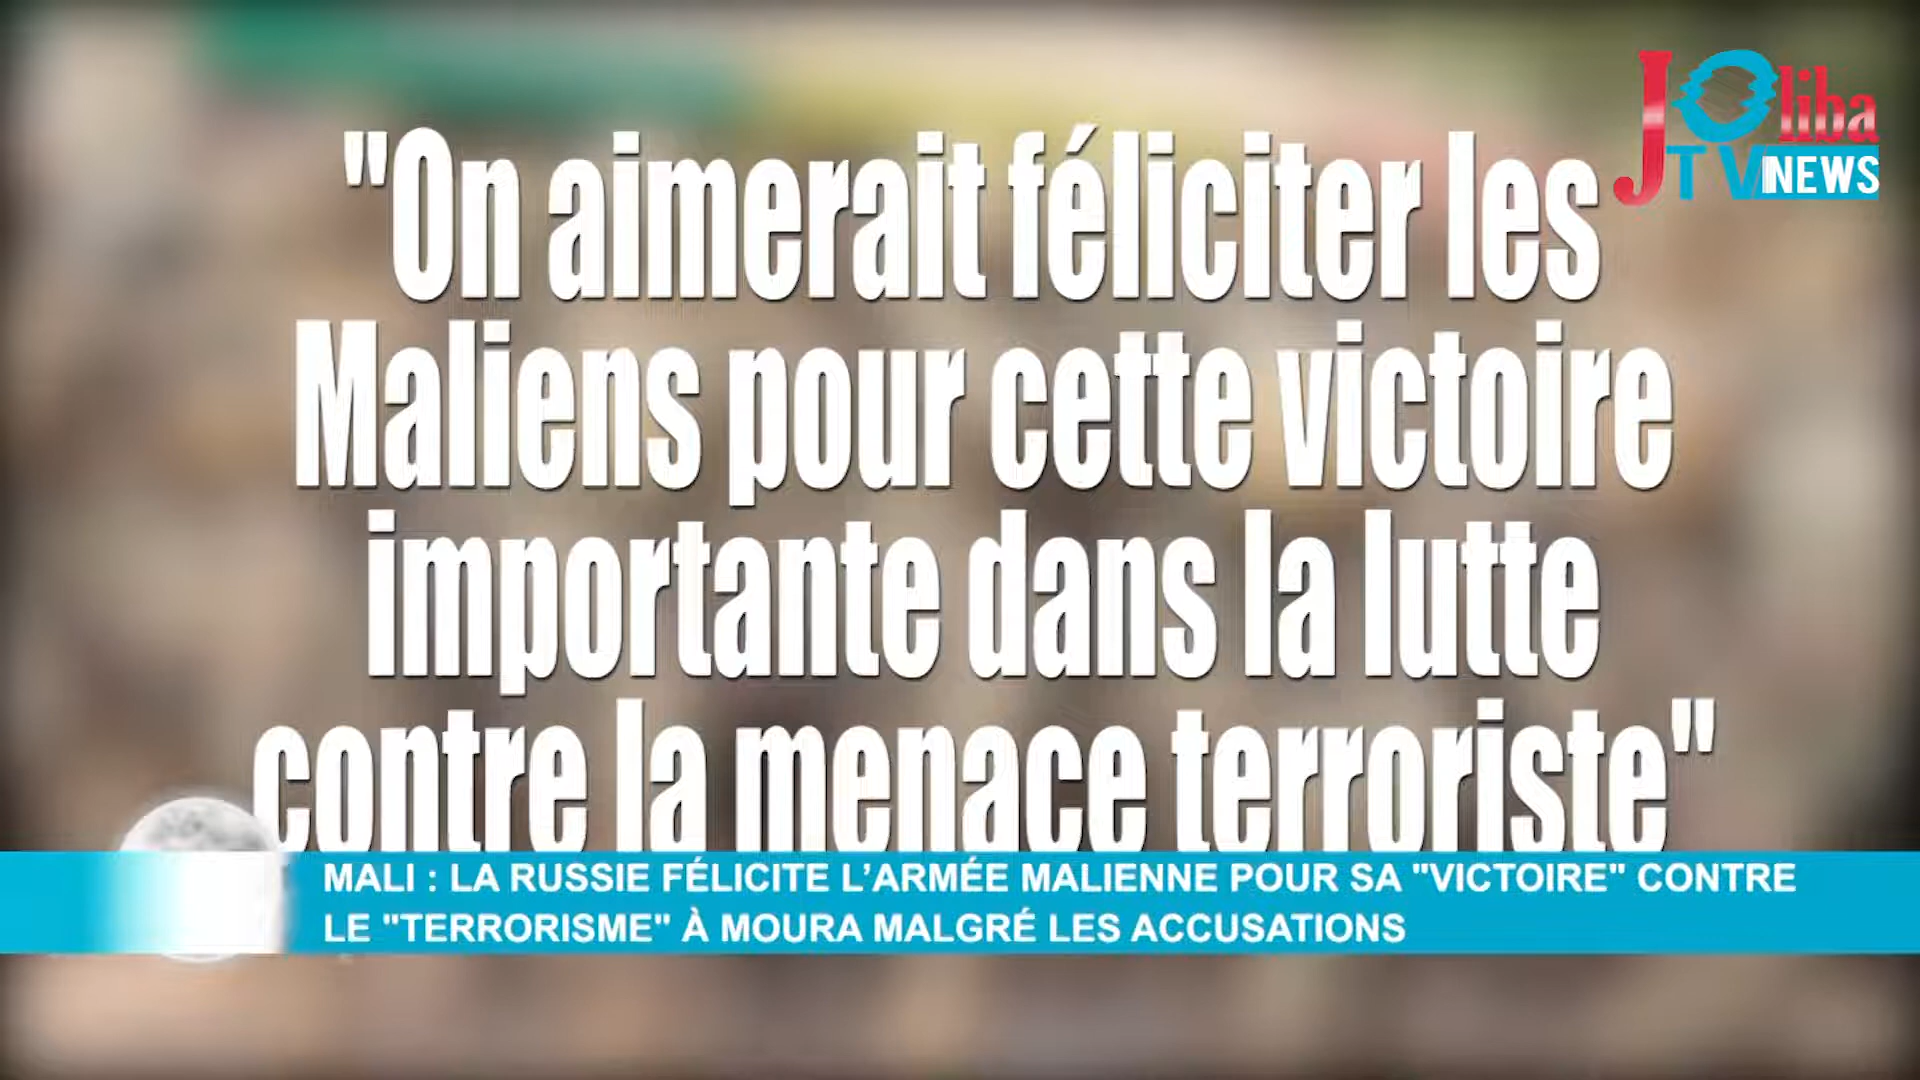 Joliba
TV NEWS
"On aimerait féliciter les
Maliens pour cette victoire
importante dans la lutte
contre la menace terroriste"
MALI : LA RUSSIE FÉLICITE L’ARMÉE MALIENNE POUR SA "VICTOIRE" CONTRE
LE "TERRORISME" À MOURA MALGRÉ LES ACCUSATIONS